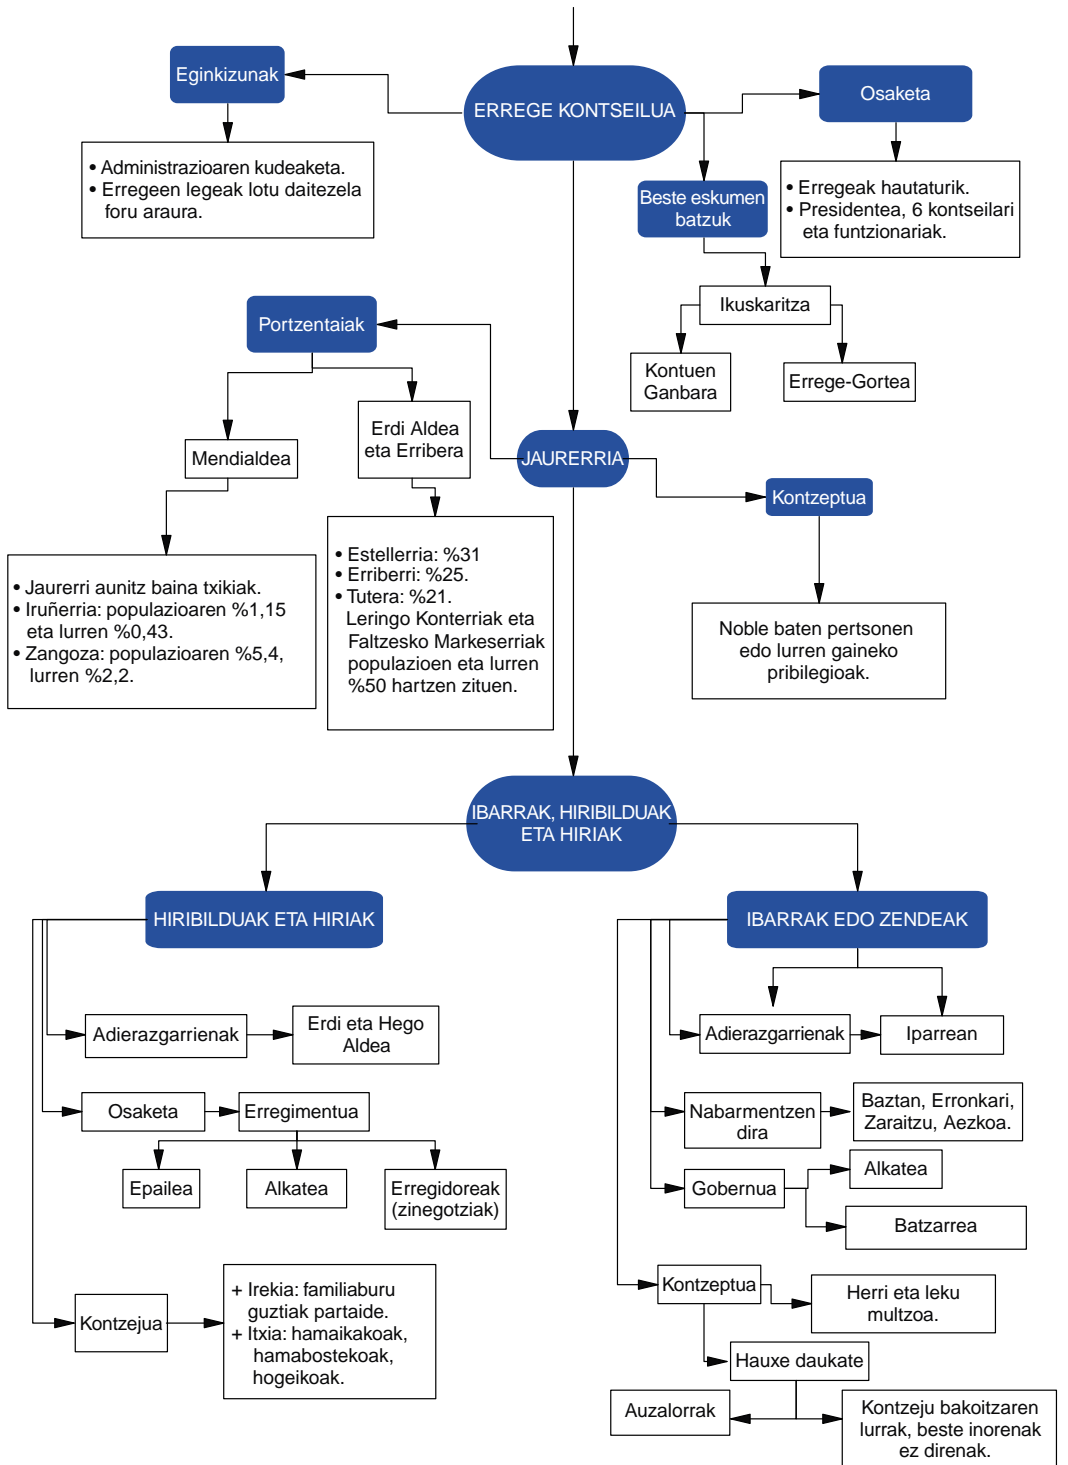 ERREGE KONTSEILUA
Eginkizunak
• Administrazioaren kudeaketa.
• Erregeen legeak lotu daitezela
foru araura.
Osaketa
• Erregeak hautaturik.
• Presidentea, 6 kontseilari
eta funtzionariak.
Beste eskumen
batzuk
Ikuskaritza
Kontuen
Ganbara
Errege-Gortea
JAURERRIA
Portzentaiak
Mendialdea
• Jaurerri aunitz baina txikiak.
• Iruñerria: populazioaren %1,15
eta lurren %0,43.
• Zangoza: populazioaren %5,4,
lurren %2,2.
Erdi Aldea
eta Erribera
• Estellerria: %31
• Erriberri: %25.
• Tutera: %21.
Leringo Konterriak eta
Faltzesko Markeserriak
populazioen eta lurren
%50 hartzen zituen.
Kontzeptua
Noble baten pertsonen
edo lurren gaineko
pribilegioak.
IBARRAK, HIRIBILDUAK
ETA HIRIAK
HIRIBILDUAK ETA HIRIAK
Adierazgarrienak
Erdi eta Hego
Aldea
Osaketa
Erregimentua
Epailea
Alkatea
Erregidoreak
(zinegotziak)
Kontzejua
+ Irekia: familiaburu
guztiak partaide.
+ Itxia: hamaikakoak,
hamabostekoak,
hogeikoak.
IBARRAK EDO ZENDEAK
Adierazgarrienak
Iparrean
Nabarmentzen
dira
Baztan, Erronkari,
Zaraitzu, Aezkoa.
Gobernua
Alkatea
Batzarrea
Kontzeptua
Herri eta leku
multzoa.
Hauxe daukate
Auzalorrak
Kontzeju bakoitzaren
lurrak, beste inorenak
ez direnak.